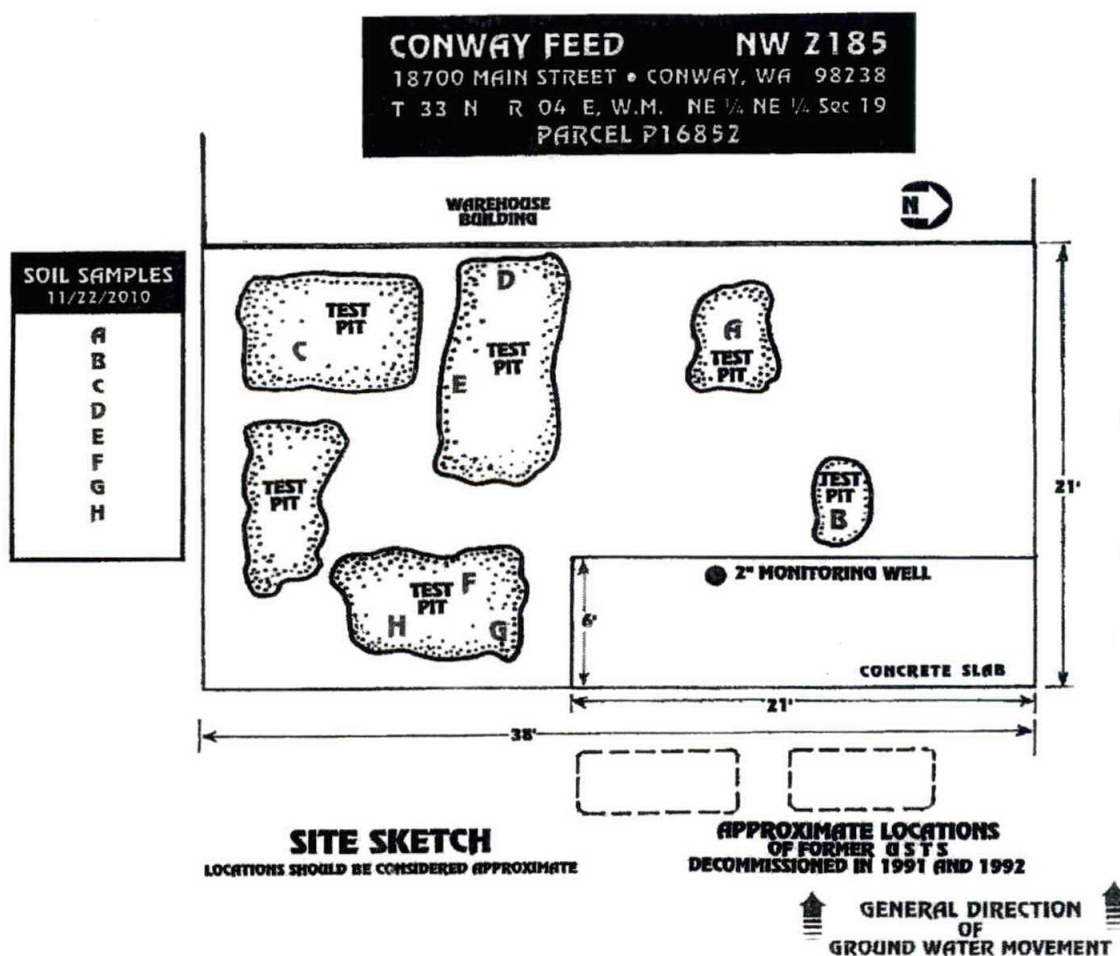 CONWAY FEED NW 2185
18700 MAIN STREET • CONWAY, WA 98238
T 33 N R 04 E, W.M. NE ¼ NE ¼ Sec 19
PARCEL P16852
WAREHOUSE
BUILDING
N
SOIL SAMPLES
11/22/2010
A
B
C
D
E
F
G
H
TEST
PIT
C
D
TEST
PIT
E
A
TEST
PIT
TEST
PIT
B
TEST
PIT
TEST
PIT
F
H
G
2" MONITORING WELL
6'
CONCRETE SLAB
21'
21'
38'
SITE SKETCH
LOCATIONS SHOULD BE CONSIDERED APPROXIMATE
APPROXIMATE LOCATIONS
OF FORMER USTS
DECOMMISSIONED IN 1991 AND 1992
GENERAL DIRECTION
OF
GROUND WATER MOVEMENT